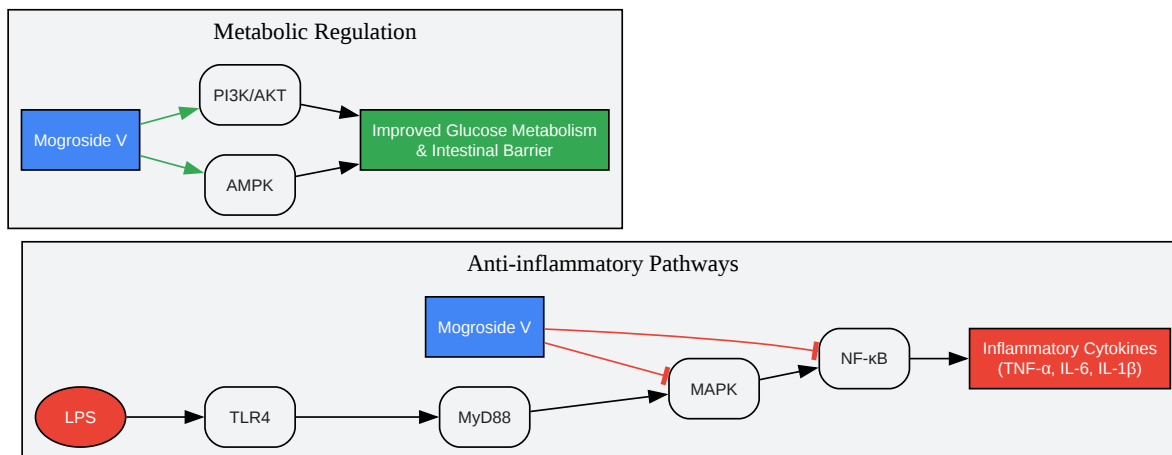 Metabolic Regulation
PI3K/AKT
Mogroside V
Improved Glucose Metabolism
& Intestinal Barrier
AMPK
Anti-inflammatory Pathways
Mogroside V
NF-κB
Inflammatory Cytokines
(TNF-α, IL-6, IL-1β)
MAPK
LPS
TLR4
MyD88